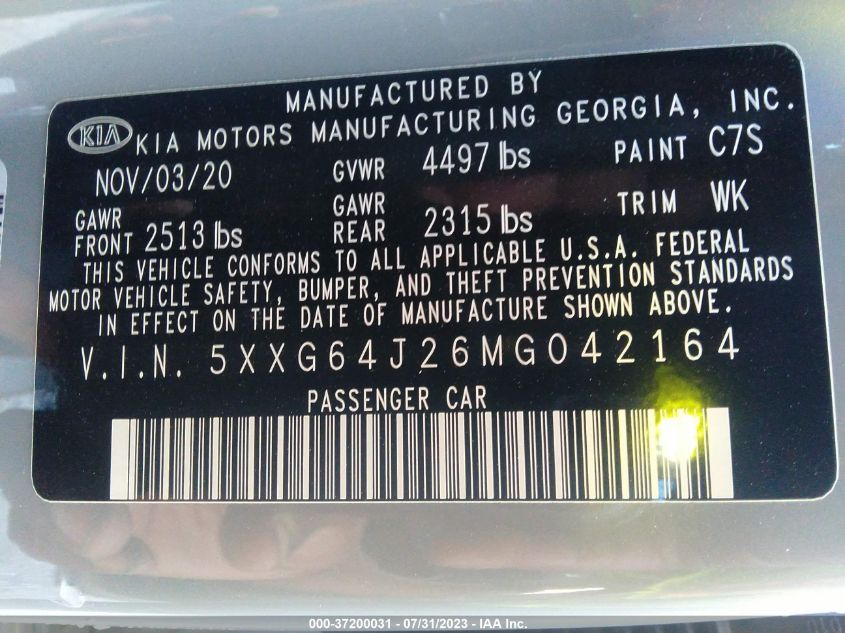 MANUFACTURED BY
KIA KIA MOTORS MANUFACTURING GEORGIA, INC.
NOV/03/20 GVWR 4497 lbs PAINT C7S
GAWR FRONT 2513 lbs GAWR REAR 2315 lbs TRIM WK
THIS VEHICLE CONFORMS TO ALL APPLICABLE U.S.A. FEDERAL
MOTOR VEHICLE SAFETY, BUMPER, AND THEFT PREVENTION STANDARDS
IN EFFECT ON THE DATE OF MANUFACTURE SHOWN ABOVE.
V.I.N. 5XXG64J26MG042164
PASSENGER CAR
000-37200031 - 07/31/2023 - IAA Inc.